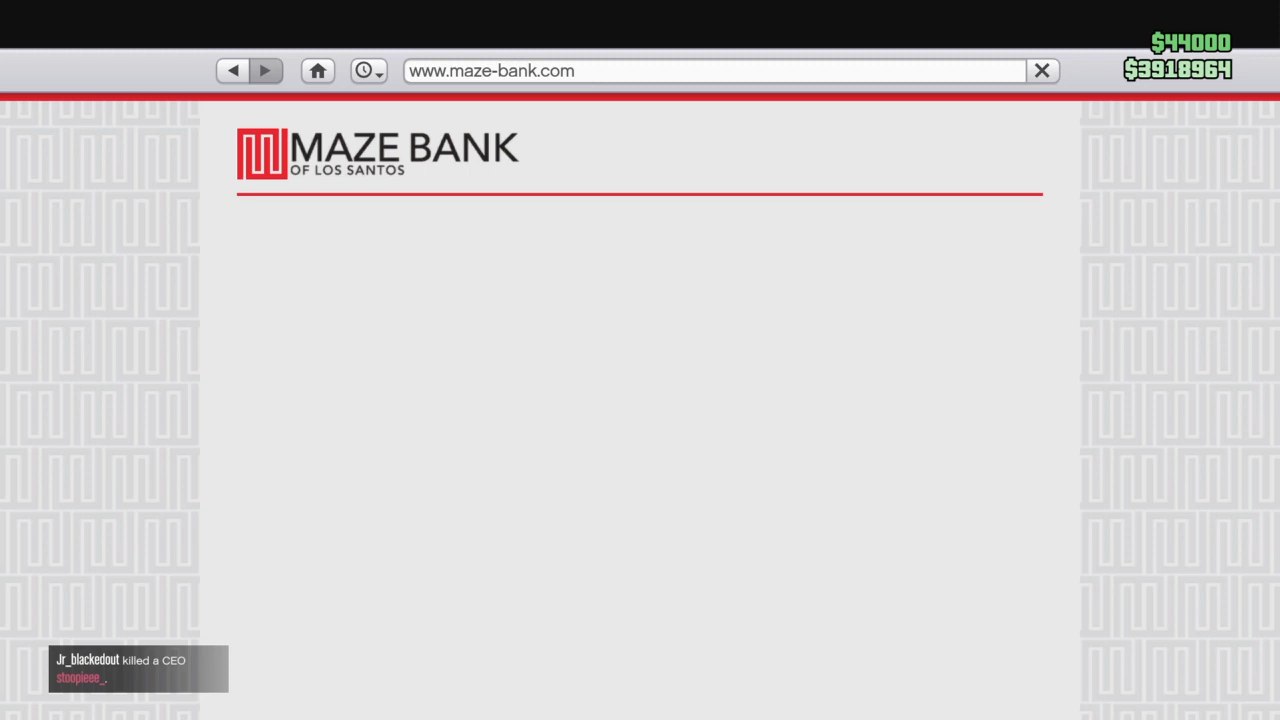 $44000
www.maze-bank.com
$3918964
MAZE BANK
OF LOS SANTOS
Jr_blackedout killed a CEO
stoopieee_.